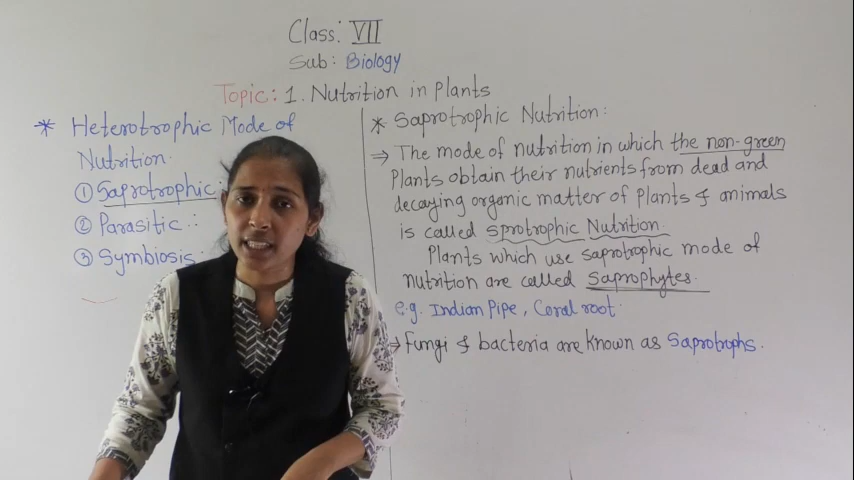 Class: VII
Sub: Biology
Topic: 1. Nutrition in Plants
* Heterotrophic Mode of
Nutrition.
① Saprotrophic:
② Parasitic:
③ Symbiosis:
* Saprotrophic Nutrition:
⇒ The mode of nutrition in which the non-green
Plants obtain their nutrients from dead and
decaying organic matter of Plants & animals
is called sprotrophic Nutrition.
Plants which use saprotrophic mode of
nutrition are called Saprophytes.
e.g. Indian Pipe, Coral root.
→ Fungi & bacteria are known as Saprotrophs.